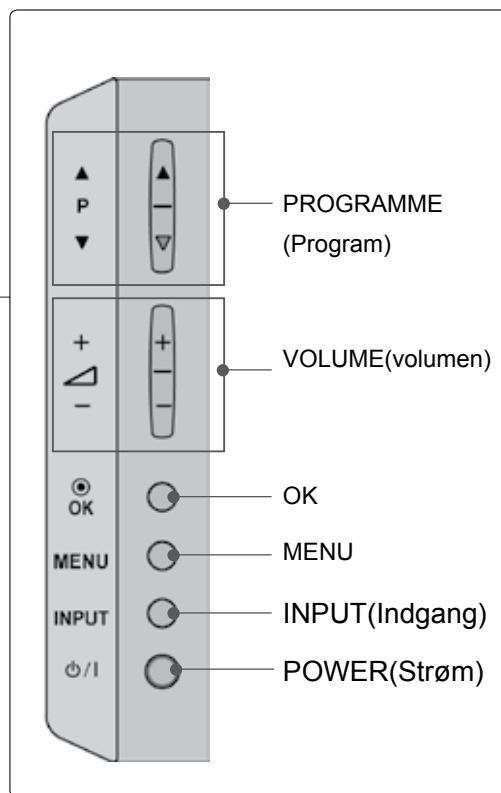 ▲
P
▼
PROGRAMME
(Program)
+
−
VOLUME(volumen)
OK
OK
MENU
MENU
INPUT
INPUT(Indgang)
⏻/I
POWER(Strøm)